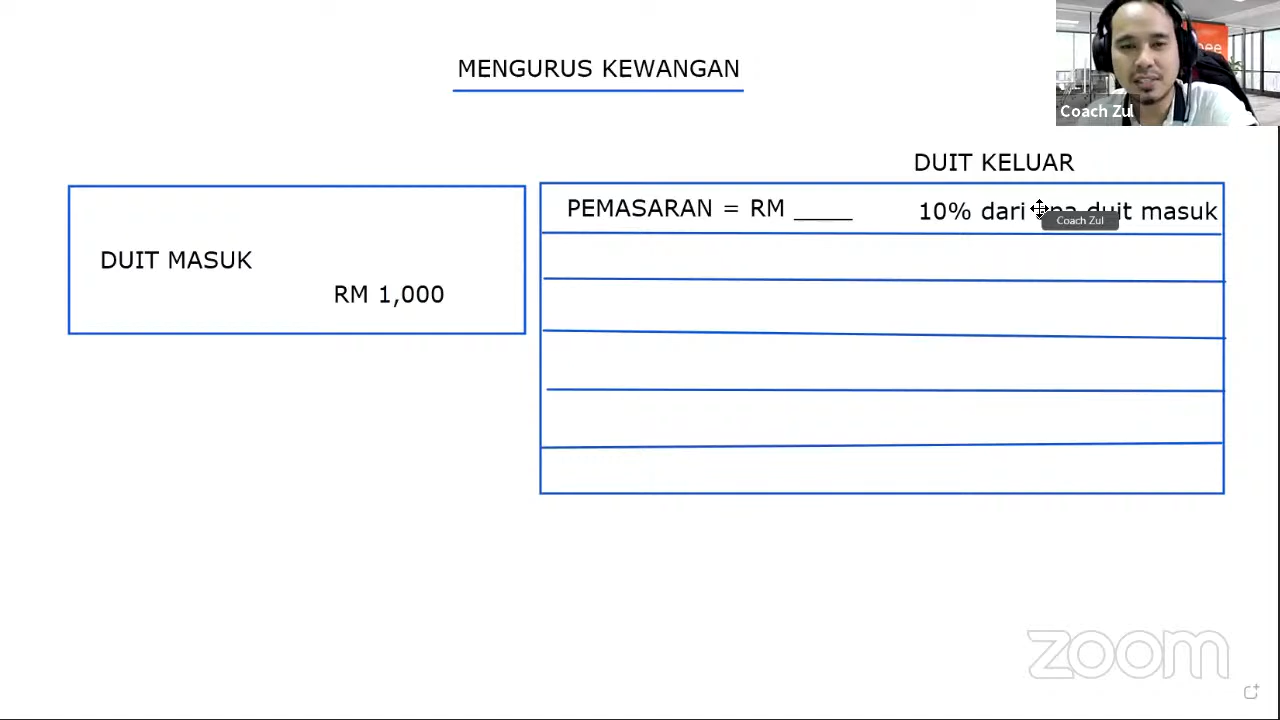 MENGURUS KEWANGAN
Coach Zul
DUIT KELUAR
PEMASARAN = RM ____ 10% dari duit masuk
Coach Zul
DUIT MASUK
RM 1,000
zoom